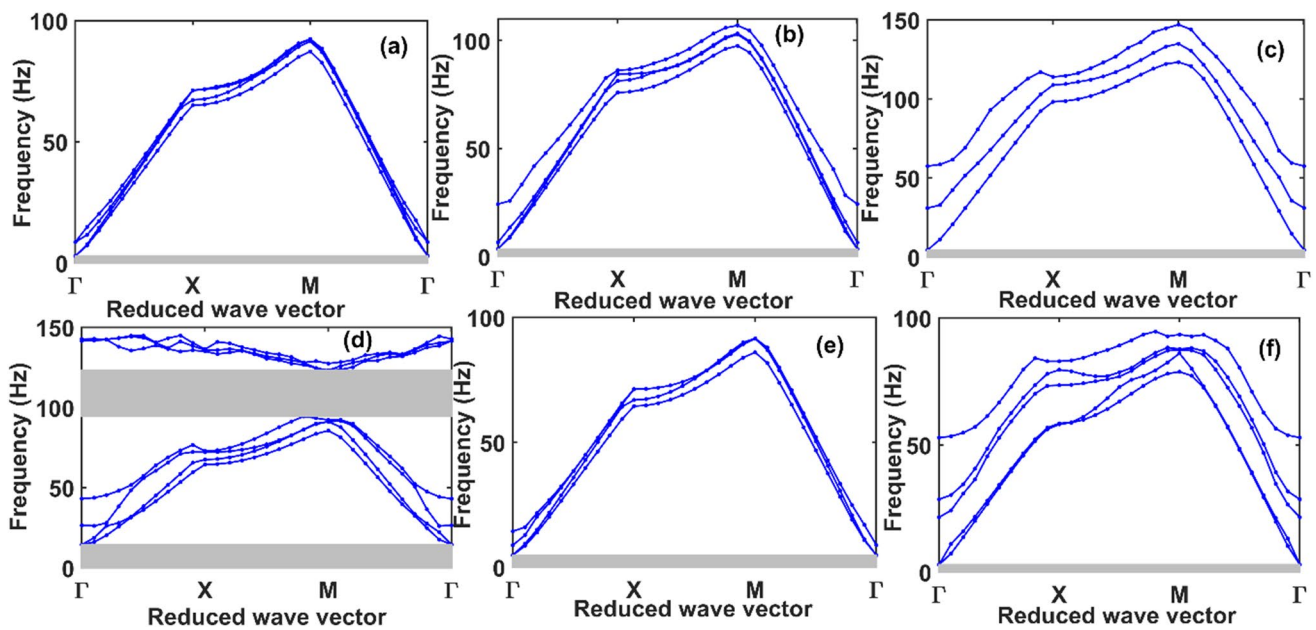 100
50
0
Frequency (Hz)
(a)
Γ X M Γ
Reduced wave vector
100
50
0
Frequency (Hz)
(b)
Γ X M Γ
Reduced wave vector
150
100
50
0
Frequency (Hz)
(c)
Γ X M Γ
Reduced wave vector
150
100
50
0
Frequency (Hz)
(d)
Γ X M Γ
Reduced wave vector
100
50
0
Frequency (Hz)
(e)
Γ X M Γ
Reduced wave vector
100
50
0
Frequency (Hz)
(f)
Γ X M Γ
Reduced wave vector